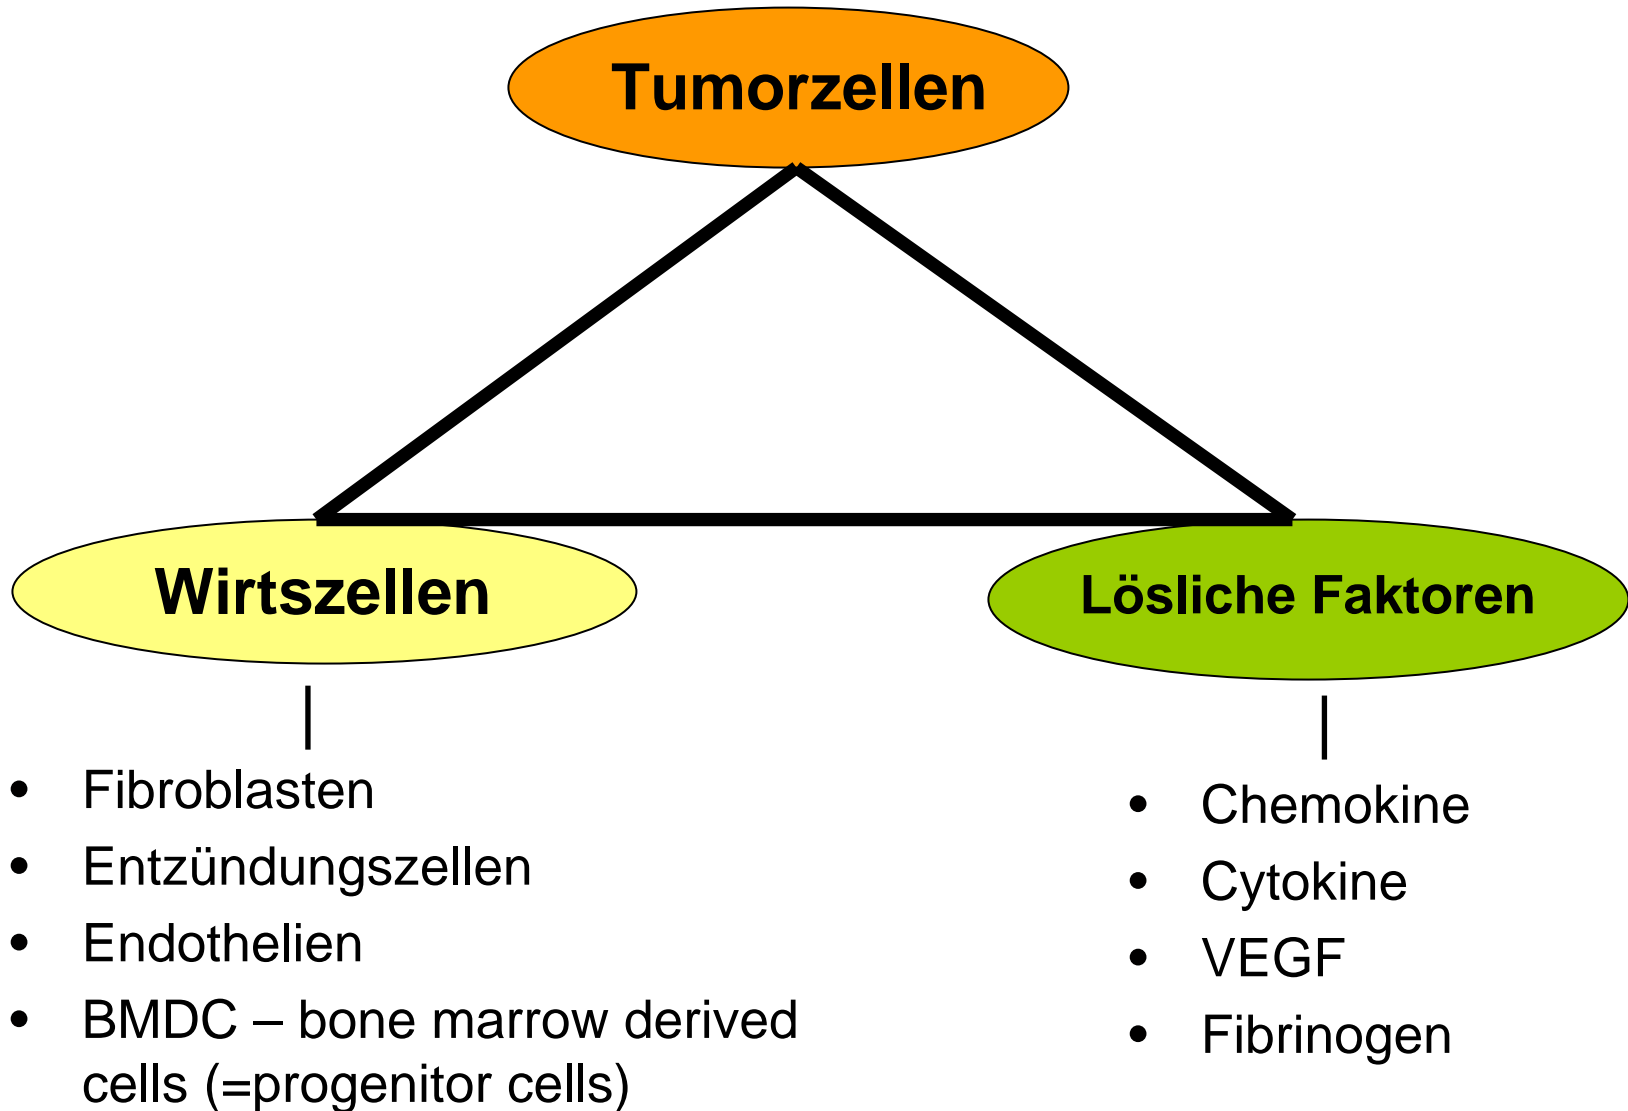 Tumorzellen
Wirtszellen
Lösliche Faktoren
• Fibroblasten
• Entzündungszellen
• Endothelien
• BMDC – bone marrow derived
cells (=progenitor cells)
• Chemokine
• Cytokine
• VEGF
• Fibrinogen